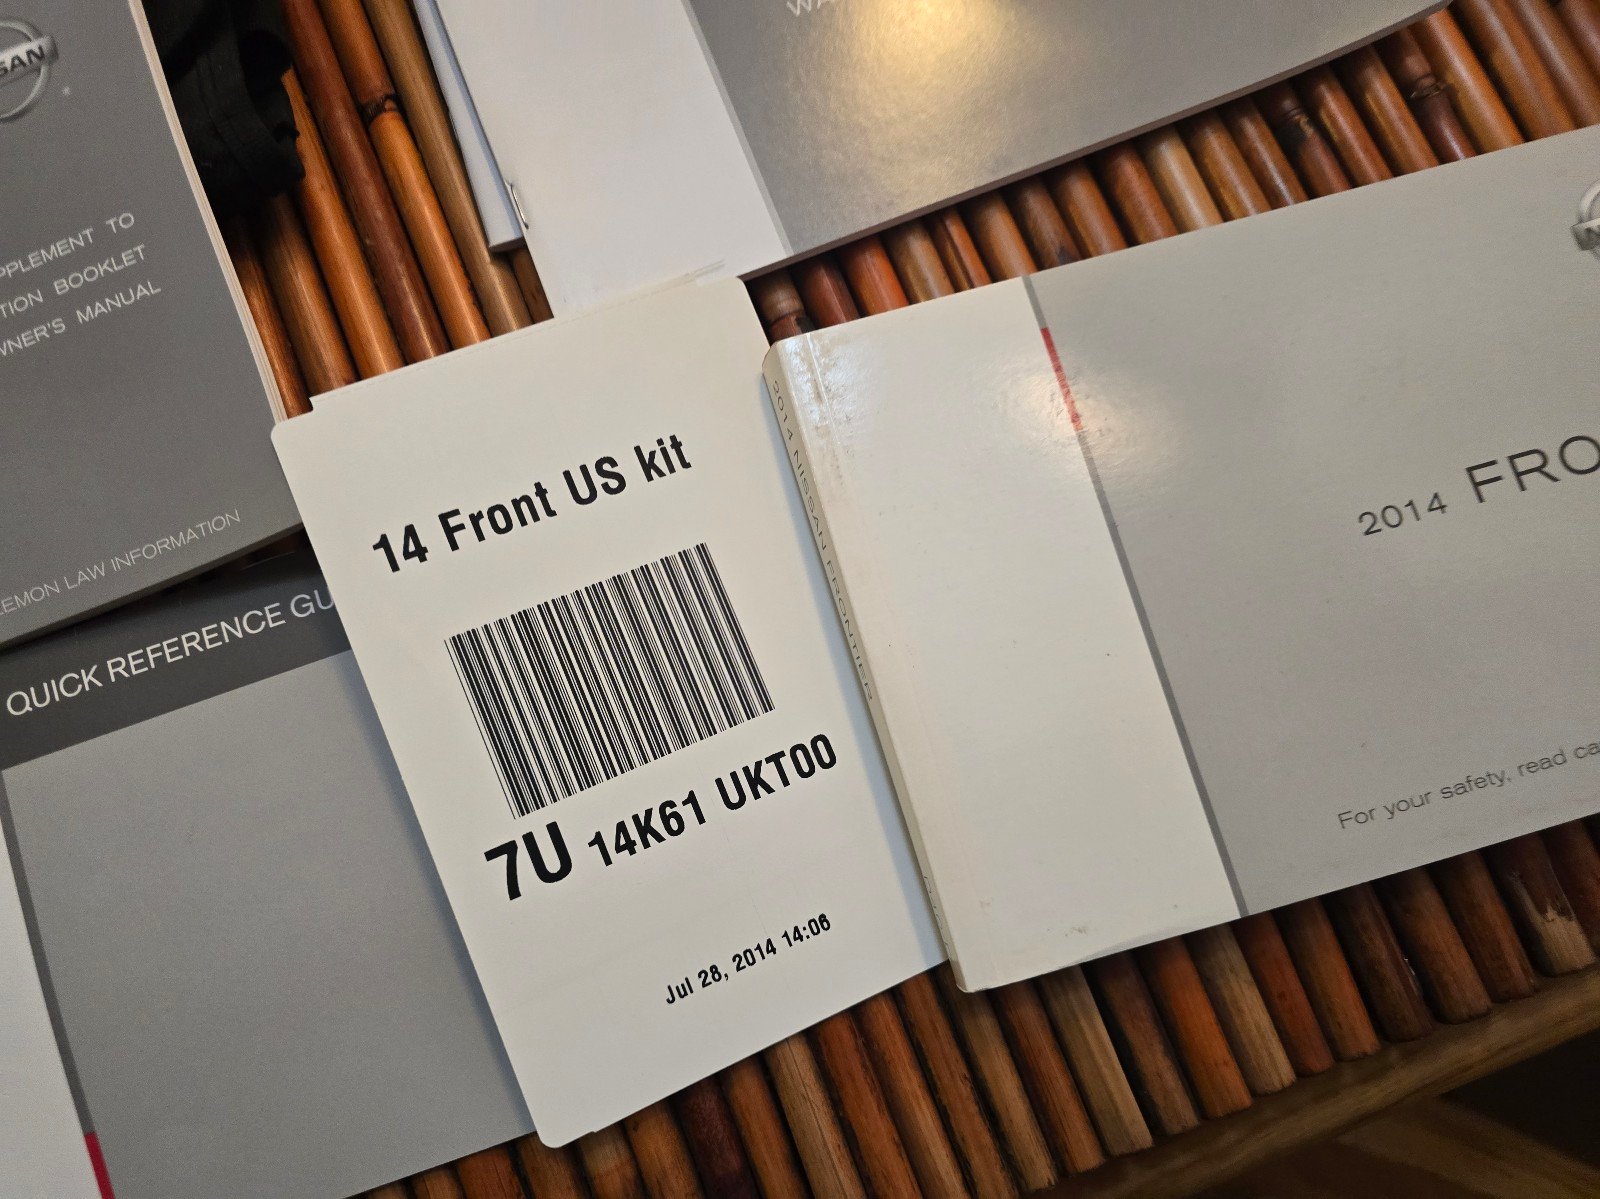 PPLEMENT TO
TION BOOKLET
WNER'S MANUAL
LEMON LAW INFORMATION
QUICK REFERENCE GU
14 Front US kit
7U 14K61 UKT00
Jul 28, 2014 14:06
2014 NISSAN FRONTIER
2014 FRO
For your safety, read ca